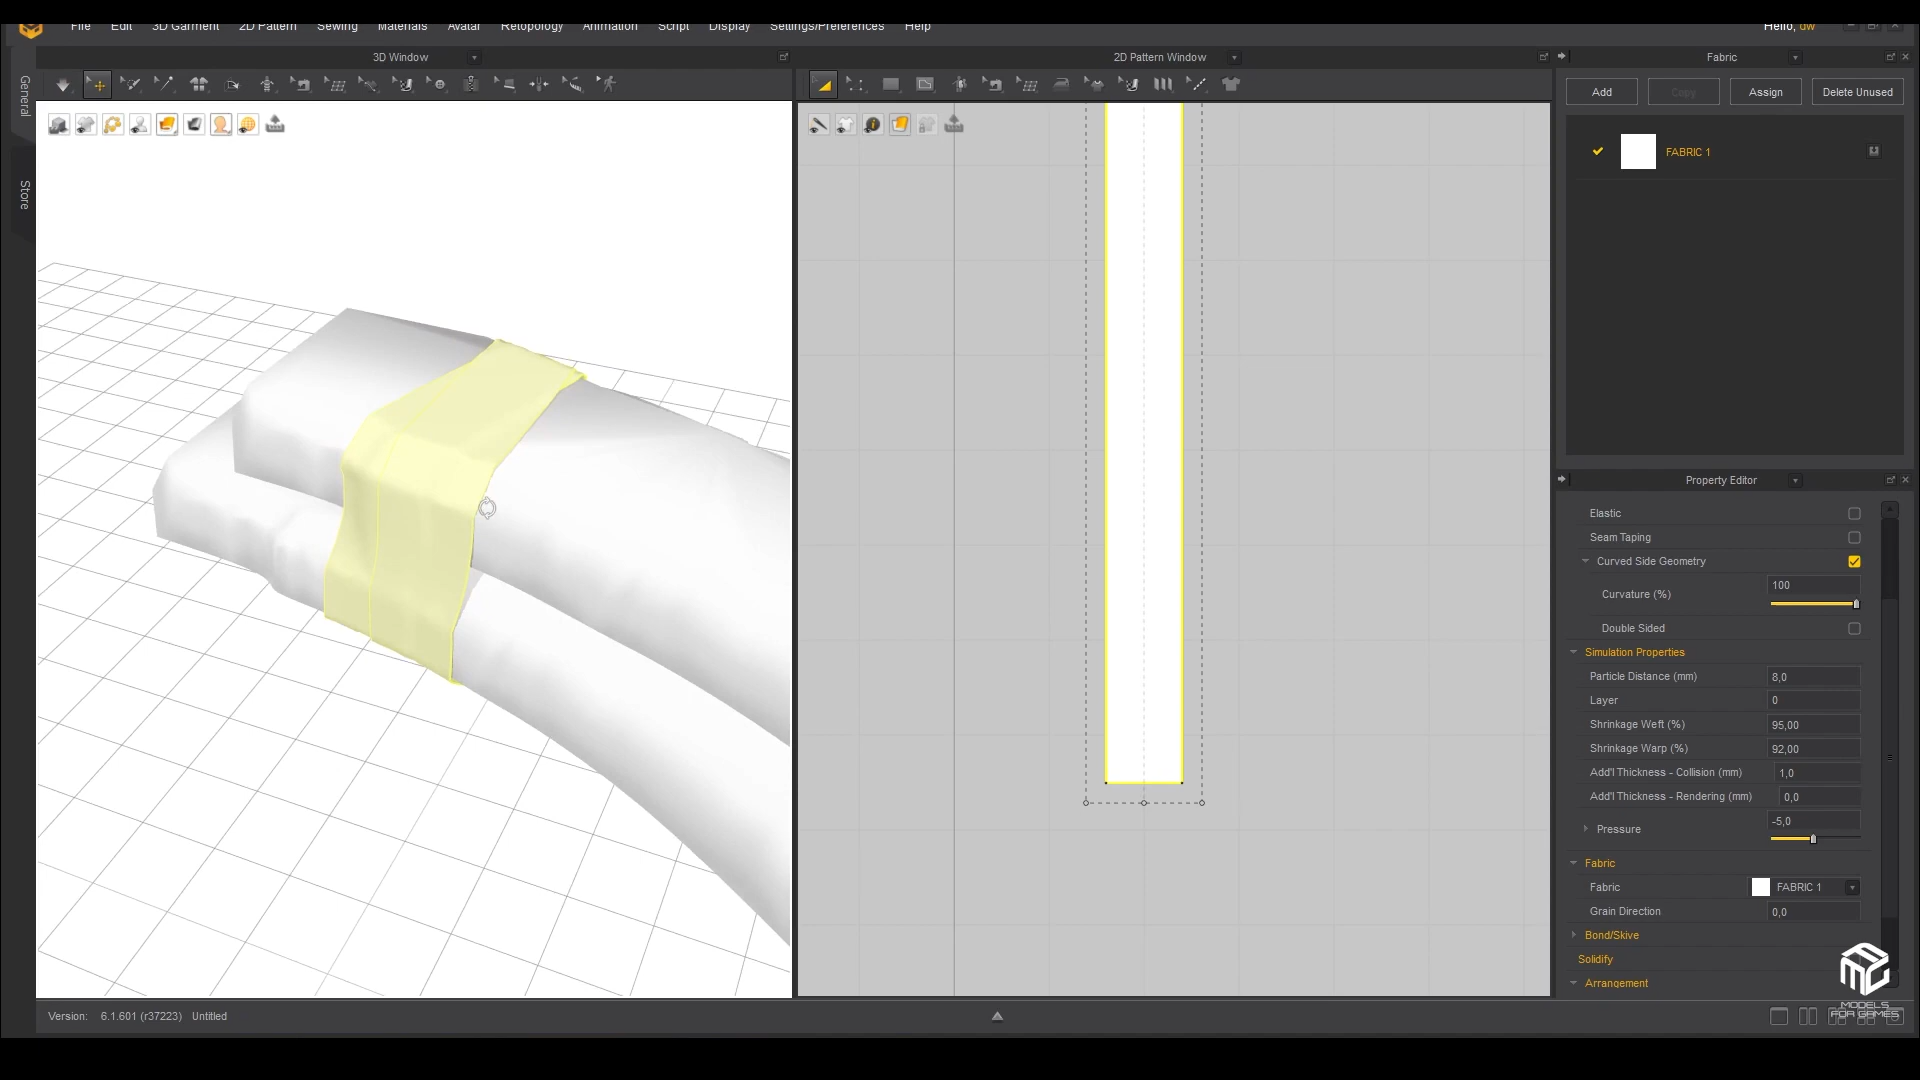 File Edit 3D Garment 2D Pattern Sewing Materials Avatar Retopology Animation Script Display Settings/Preferences Help
Hello, dw
3D Window
2D Pattern Window
Fabric
General
Store
Add Copy Assign Delete Unused
FABRIC 1
Property Editor
Elastic
Seam Taping
Curved Side Geometry
Curvature (%) 100
Double Sided
Simulation Properties
Particle Distance (mm) 8,0
Layer 0
Shrinkage Weft (%) 95,00
Shrinkage Warp (%) 92,00
Add'l Thickness - Collision (mm) 1,0
Add'l Thickness - Rendering (mm) 0,0
Pressure -5,0
Fabric
Fabric FABRIC 1
Grain Direction 0,0
Bond/Skive
Solidify
Arrangement
MODELS
FOR GAMES
Version: 6.1.601 (r37223) Untitled